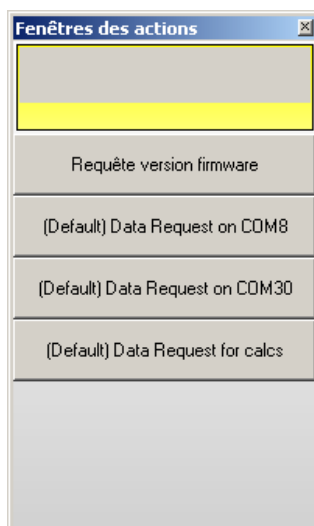 Fenêtres des actions
Requête version firmware
(Default) Data Request on COM8
(Default) Data Request on COM30
(Default) Data Request for calcs